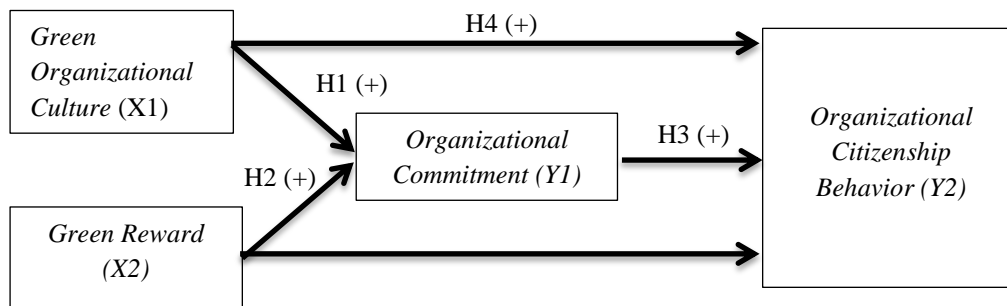 Green
Organizational
Culture (X1)
H4 (+)
H1 (+)
Organizational
Commitment (Y1)
H3 (+)
Organizational
Citizenship
Behavior (Y2)
H2 (+)
Green Reward
(X2)